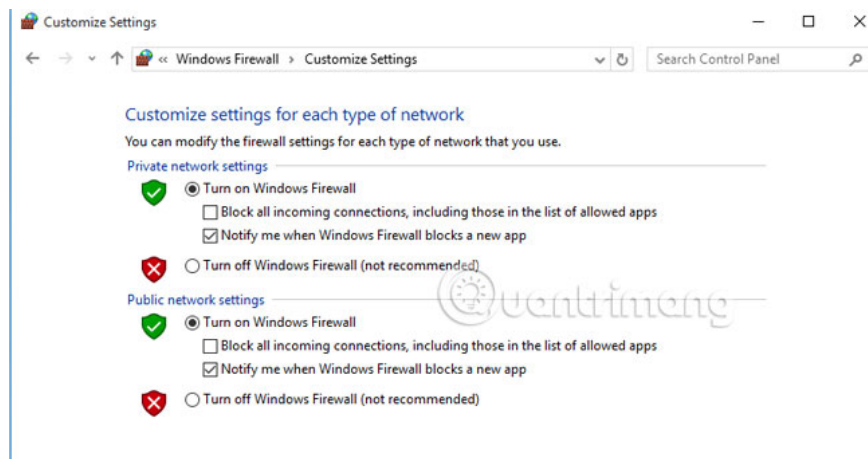 Customize Settings
« Windows Firewall > Customize Settings
Search Control Panel
Customize settings for each type of network
You can modify the firewall settings for each type of network that you use.
Private network settings
Turn on Windows Firewall
Block all incoming connections, including those in the list of allowed apps
Notify me when Windows Firewall blocks a new app
Turn off Windows Firewall (not recommended)
Quantrimang
Public network settings
Turn on Windows Firewall
Block all incoming connections, including those in the list of allowed apps
Notify me when Windows Firewall blocks a new app
Turn off Windows Firewall (not recommended)